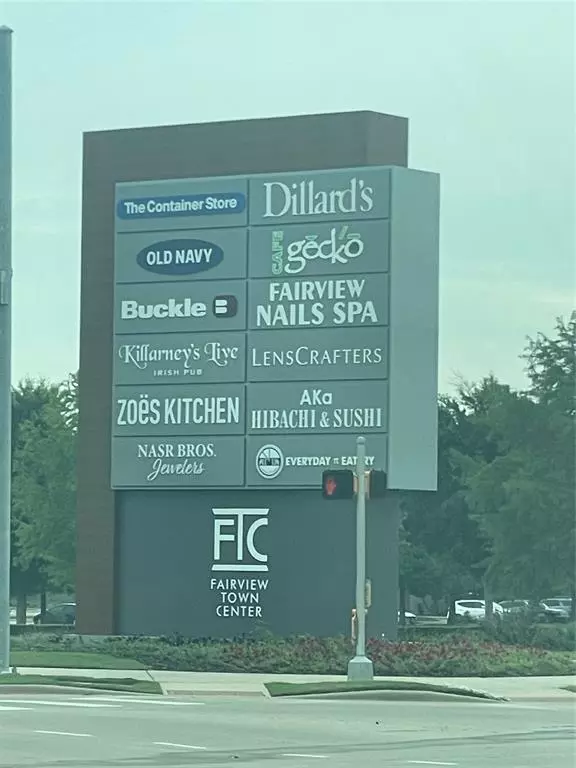 The Container Store
Dillard's
OLD NAVY
CAFE
gecko
Buckle B
FAIRVIEW
NAILS SPA
Killarney's Live
IRISH PUB
LENSCRAFTERS
ZOËS KITCHEN
AKa
HIBACHI & SUSHI
NASR BROS.
Jewelers
EVERYDAY EATERY
FTC
FAIRVIEW
TOWN
CENTER